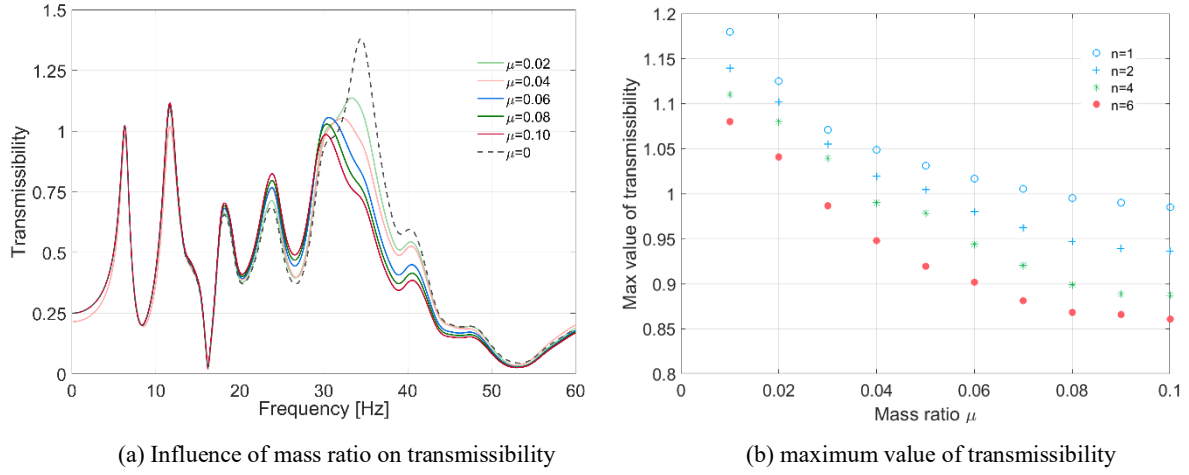 1.5
1.25
1
0.75
0.5
0.25
0
Transmissibility
0 10 20 30 40 50 60
Frequency [Hz]
μ=0.02
μ=0.04
μ=0.06
μ=0.08
μ=0.10
μ=0
(a) Influence of mass ratio on transmissibility
1.2
1.15
1.1
1.05
1
0.95
0.9
0.85
0.8
Max value of transmissibility
0 0.02 0.04 0.06 0.08 0.1
Mass ratio μ
n=1
n=2
n=4
n=6
(b) maximum value of transmissibility